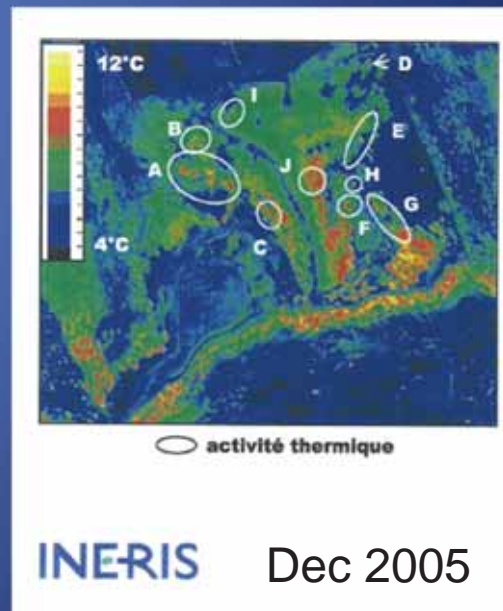 12°C
D
I
B
E
A
J
H
G
F
C
4°C
activité thermique
INERIS
Dec 2005